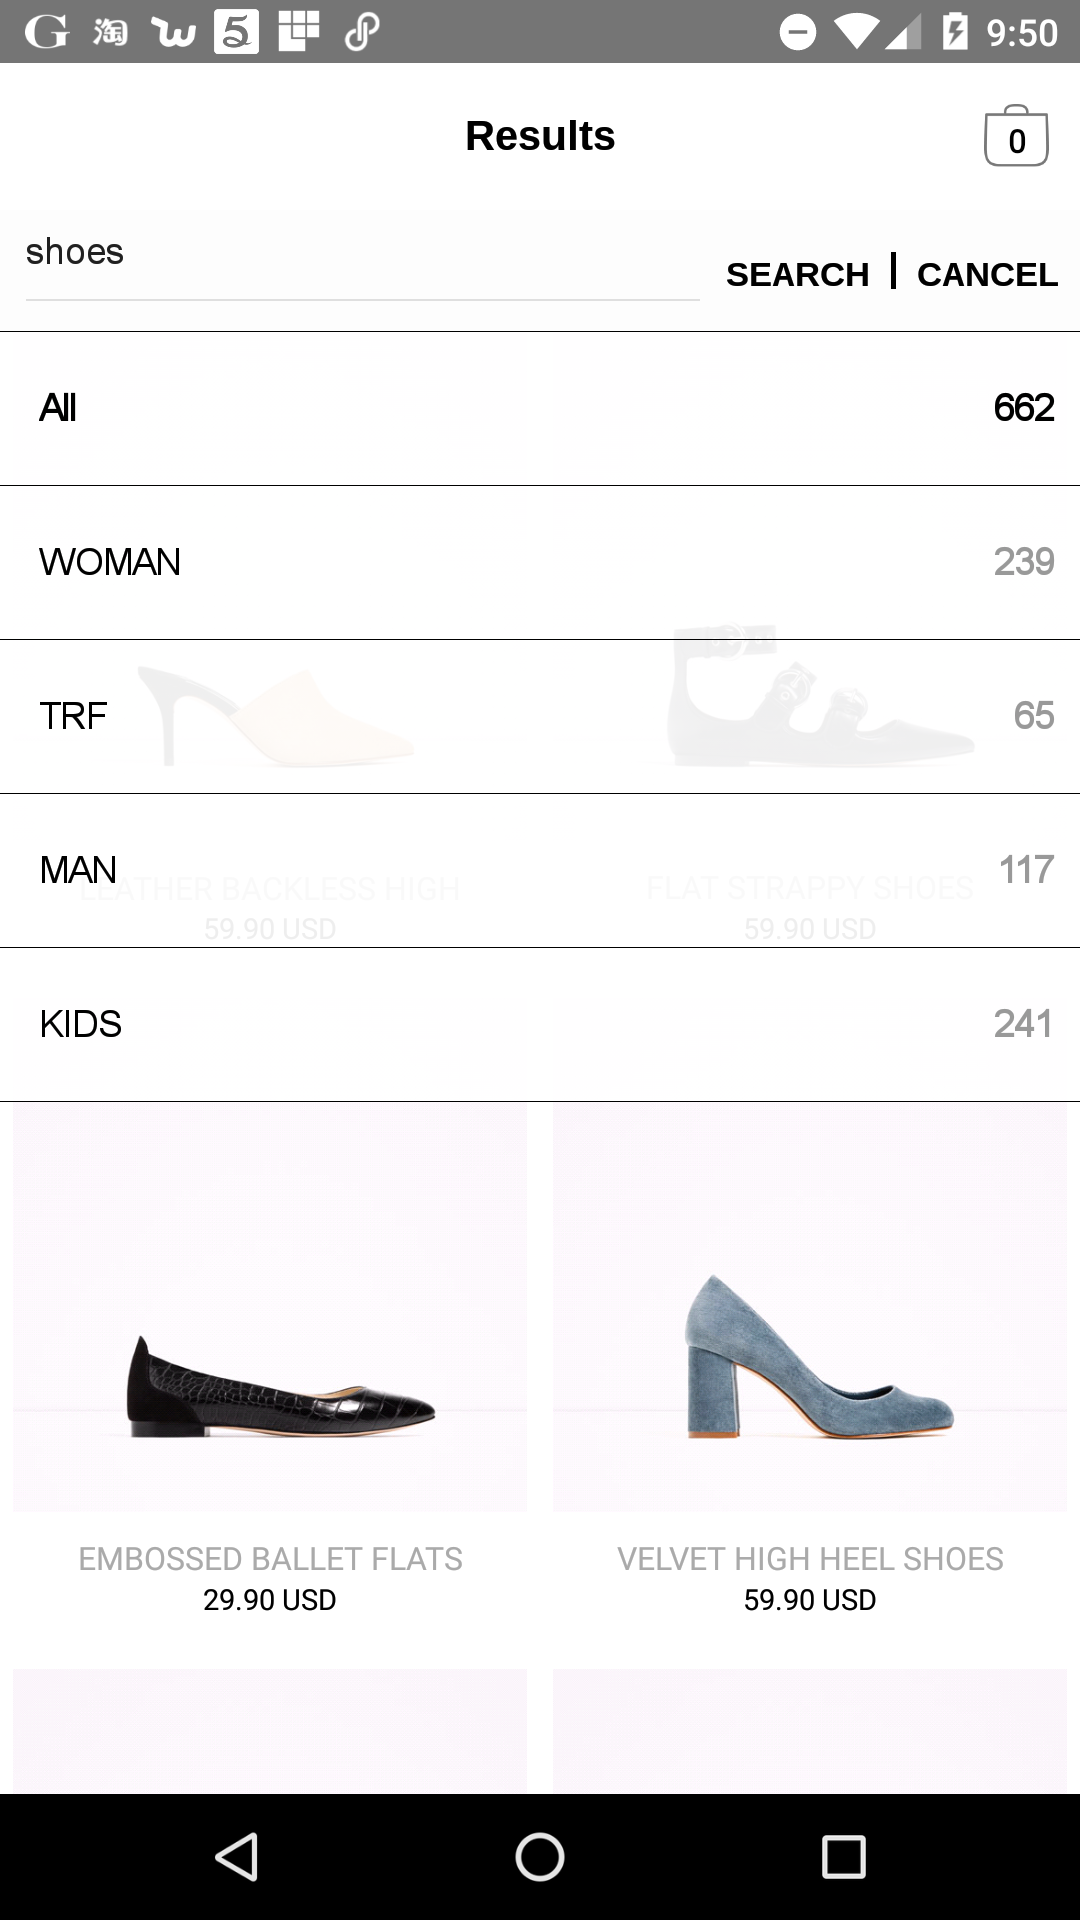 G 淘 w 5 9:50
Results 0
shoes
SEARCH | CANCEL
All 662
WOMAN 239
TRF 65
MAN 117
LEATHER BACKLESS HIGH FLAT STRAPPY SHOES
59.90 USD 59.90 USD
KIDS 241
EMBOSSED BALLET FLATS VELVET HIGH HEEL SHOES
29.90 USD 59.90 USD